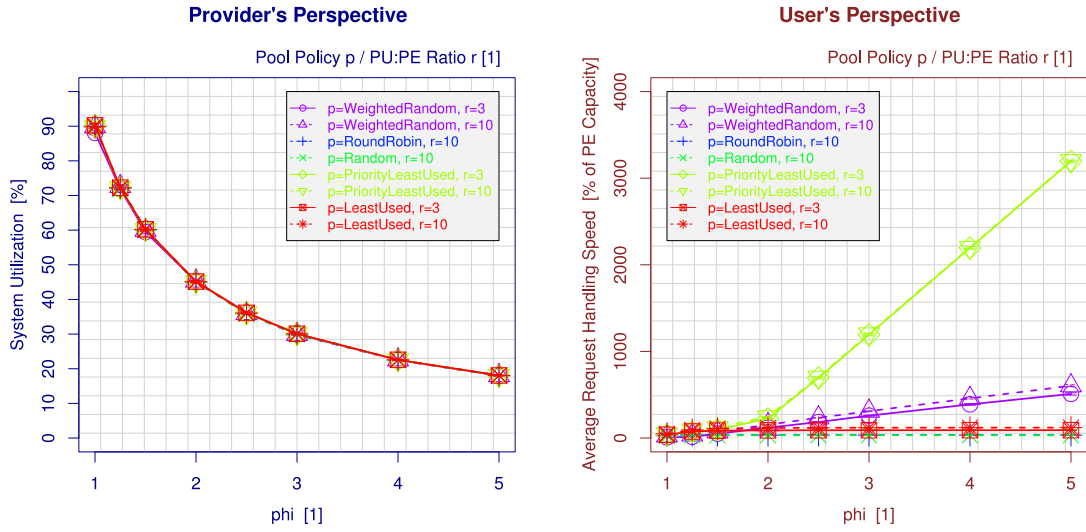 Provider's Perspective
Pool Policy p / PU:PE Ratio r [1]
System Utilization [%]
90
80
70
60
50
40
30
20
10
0
p=WeightedRandom, r=3
p=WeightedRandom, r=10
p=RoundRobin, r=10
p=Random, r=10
p=PriorityLeastUsed, r=3
p=PriorityLeastUsed, r=10
p=LeastUsed, r=3
p=LeastUsed, r=10
1 2 3 4 5
phi [1]
User's Perspective
Pool Policy p / PU:PE Ratio r [1]
Average Request Handling Speed [% of PE Capacity]
4000
3000
2000
1000
0
p=WeightedRandom, r=3
p=WeightedRandom, r=10
p=RoundRobin, r=10
p=Random, r=10
p=PriorityLeastUsed, r=3
p=PriorityLeastUsed, r=10
p=LeastUsed, r=3
p=LeastUsed, r=10
1 2 3 4 5
phi [1]